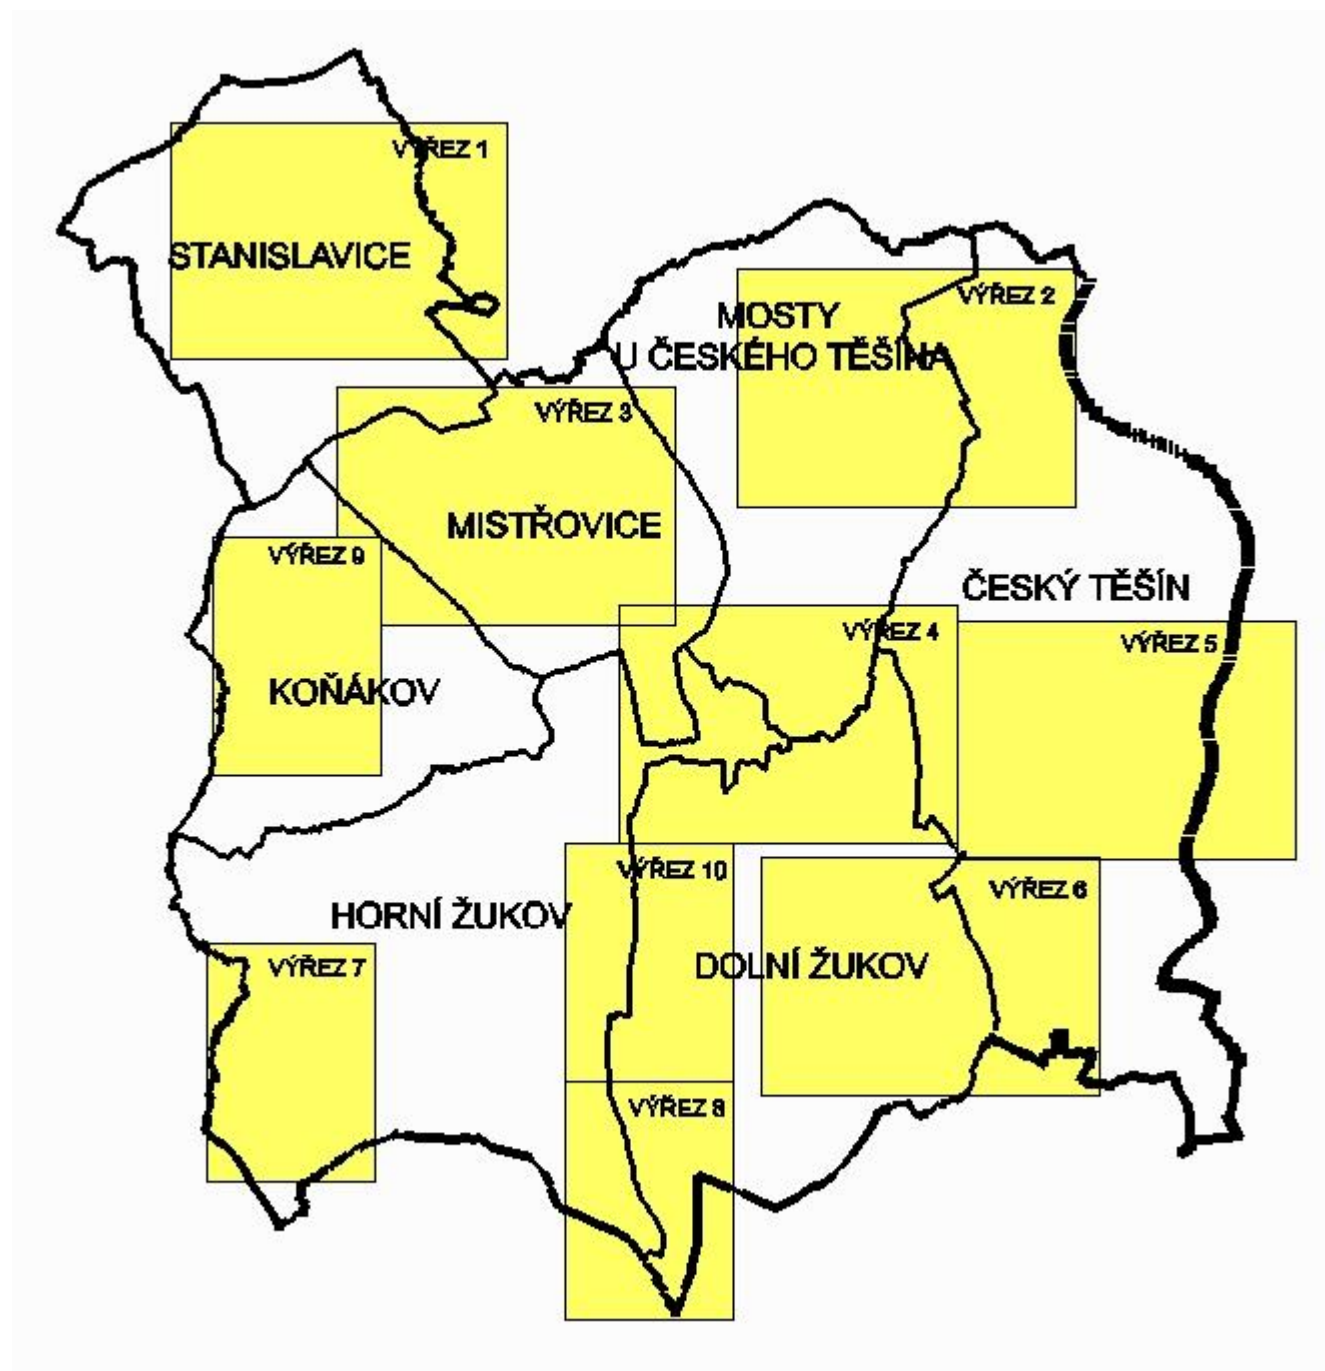 VÝŘEZ 1
STANISLAVICE
VÝŘEZ 2
MOSTY
U ČESKÉHO TĚŠÍNA
VÝŘEZ 3
MISTŘOVICE
VÝŘEZ 9
ČESKÝ TĚŠÍN
VÝŘEZ 4
VÝŘEZ 5
KOŇÁKOV
VÝŘEZ 10
VÝŘEZ 6
HORNÍ ŽUKOV
VÝŘEZ 7
DOLNÍ ŽUKOV
VÝŘEZ 8